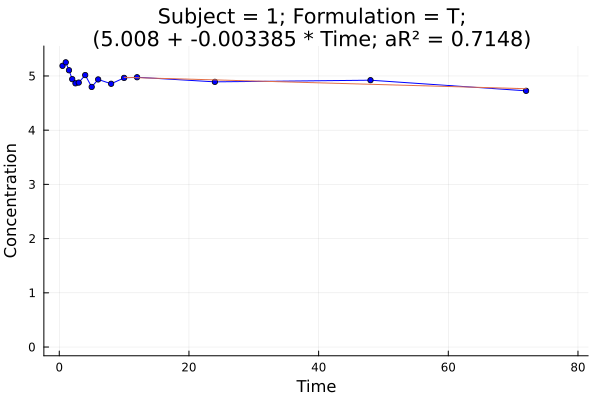 Subject = 1; Formulation = T;
(5.008 + -0.003385 * Time; aR² = 0.7148)
Concentration
5
4
3
2
1
0
0 20 40 60 80
Time